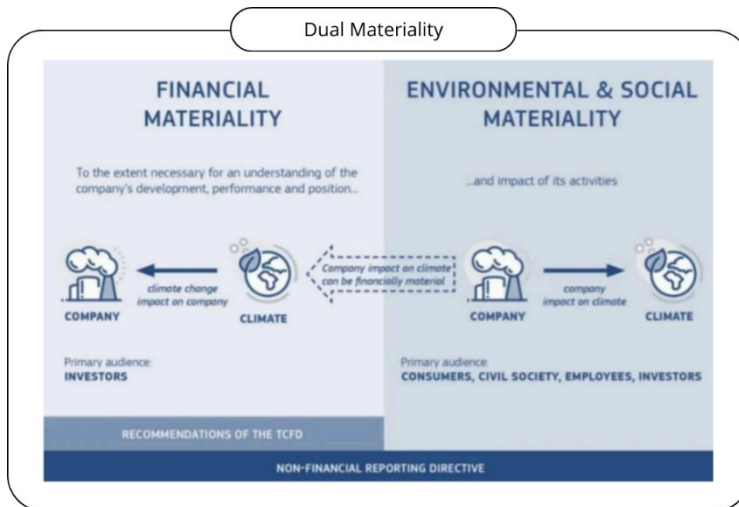 Dual Materiality
FINANCIAL
MATERIALITY
To the extent necessary for an understanding of the
company's development, performance and position...
climate change
impact on company
COMPANY
CLIMATE
Primary audience:
INVESTORS
RECOMMENDATIONS OF THE TCFD
Company impact on climate
can be financially material
ENVIRONMENTAL & SOCIAL
MATERIALITY
...and impact of its activities
company
impact on climate
COMPANY
CLIMATE
Primary audience:
CONSUMERS, CIVIL SOCIETY, EMPLOYEES, INVESTORS
NON-FINANCIAL REPORTING DIRECTIVE